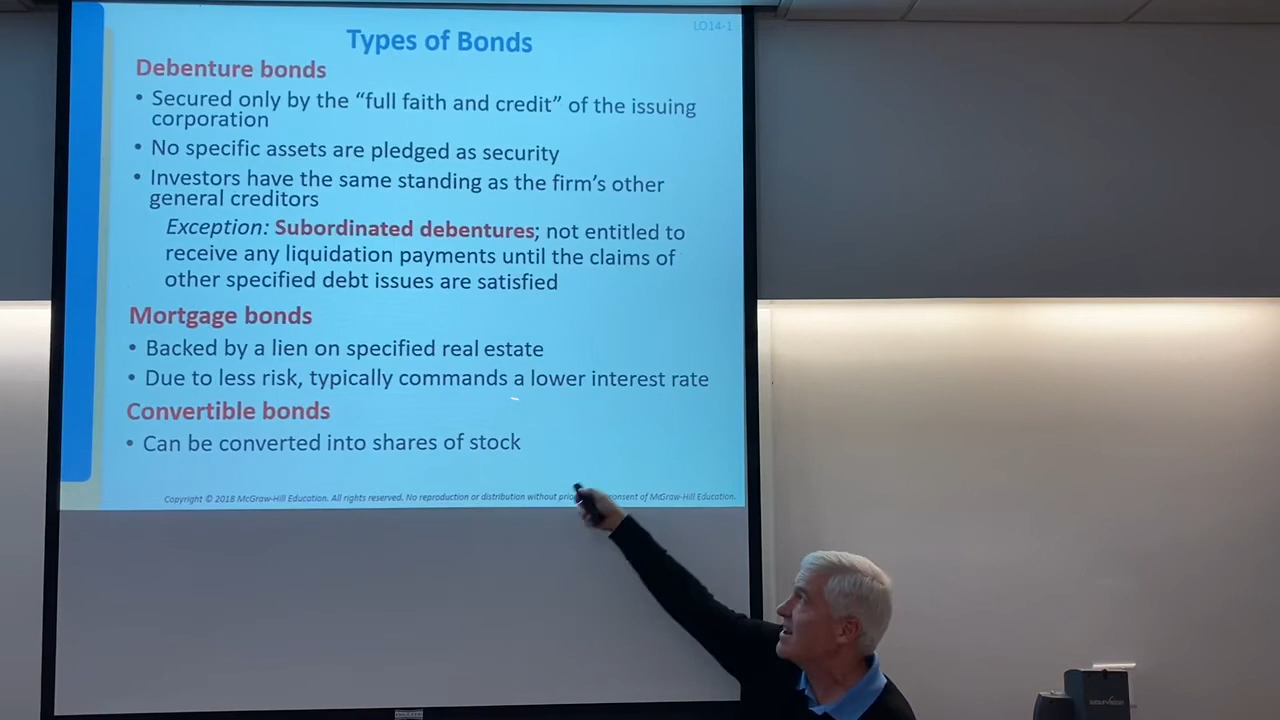 LO14-1
Types of Bonds
Debenture bonds
• Secured only by the “full faith and credit” of the issuing
corporation
• No specific assets are pledged as security
• Investors have the same standing as the firm’s other
general creditors
Exception: Subordinated debentures; not entitled to
receive any liquidation payments until the claims of
other specified debt issues are satisfied
Mortgage bonds
• Backed by a lien on specified real estate
• Due to less risk, typically commands a lower interest rate
Convertible bonds
• Can be converted into shares of stock
Copyright © 2018 McGraw-Hill Education. All rights reserved. No reproduction or distribution without consent of McGraw-Hill Education.